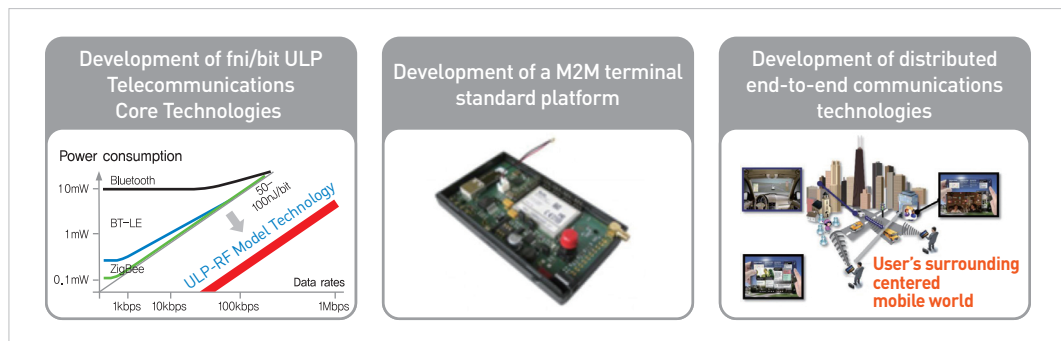 Development of fni/bit ULP
Telecommunications
Core Technologies
Power consumption
10mW
1mW
0.1mW
Bluetooth
BT-LE
ZigBee
50-
100nJ/bit
ULP-RF Model Technology
Data rates
1kbps
10kbps
100kbps
1Mbps
Development of a M2M terminal
standard platform
Development of distributed
end-to-end communications
technologies
User's surrounding
centered
mobile world